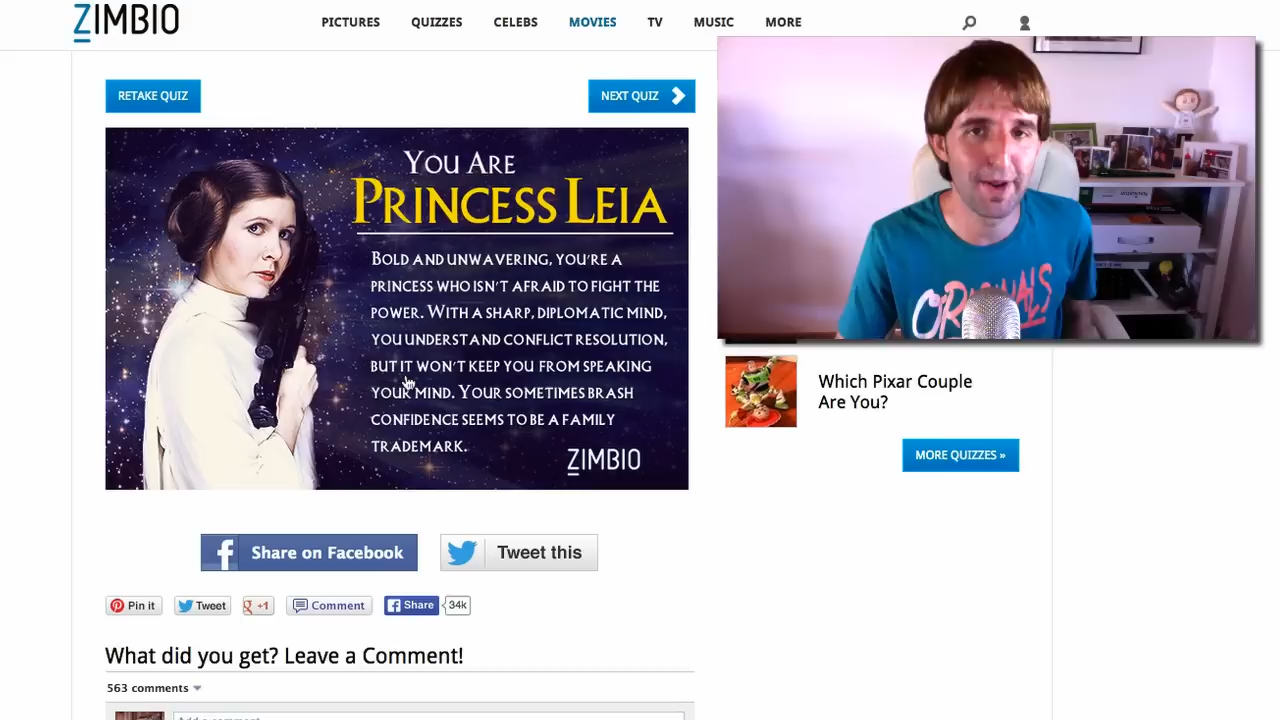 ZIMBIO
PICTURES QUIZZES CELEBS MOVIES TV MUSIC MORE
RETAKE QUIZ
NEXT QUIZ
YOU ARE
PRINCESS LEIA
BOLD AND UNWAVERING, YOU'RE A
PRINCESS WHO ISN'T AFRAID TO FIGHT THE
POWER. WITH A SHARP, DIPLOMATIC MIND,
YOU UNDERSTAND CONFLICT RESOLUTION,
BUT IT WON'T KEEP YOU FROM SPEAKING
YOUR MIND. YOUR SOMETIMES BRASH
CONFIDENCE SEEMS TO BE A FAMILY
TRADEMARK.
ZIMBIO
ORIGINALS
Which Pixar Couple
Are You?
MORE QUIZZES »
Share on Facebook
Tweet this
Pin it Tweet +1 Comment Share 34k
What did you get? Leave a Comment!
563 comments
Add a comment...